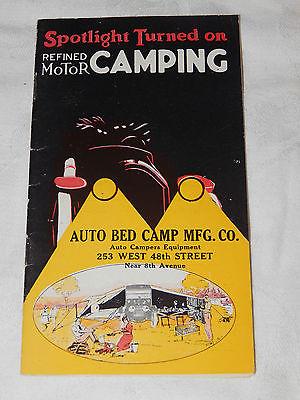 Spotlight Turned on
REFINED
MOTOR CAMPING
AUTO BED CAMP MFG. CO.
Auto Campers Equipment
253 WEST 48th STREET
Near 8th Avenue